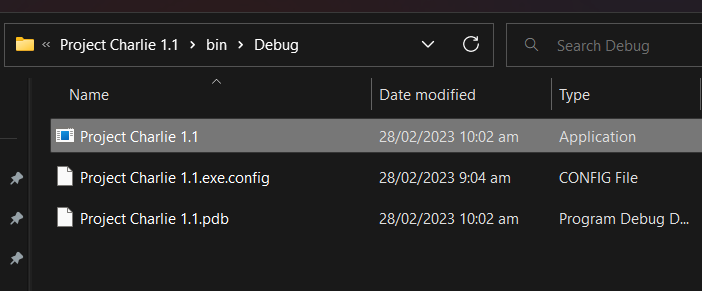 « Project Charlie 1.1 > bin > Debug
Search Debug
Name Date modified Type
Project Charlie 1.1 28/02/2023 10:02 am Application
Project Charlie 1.1.exe.config 28/02/2023 9:04 am CONFIG File
Project Charlie 1.1.pdb 28/02/2023 10:02 am Program Debug D...